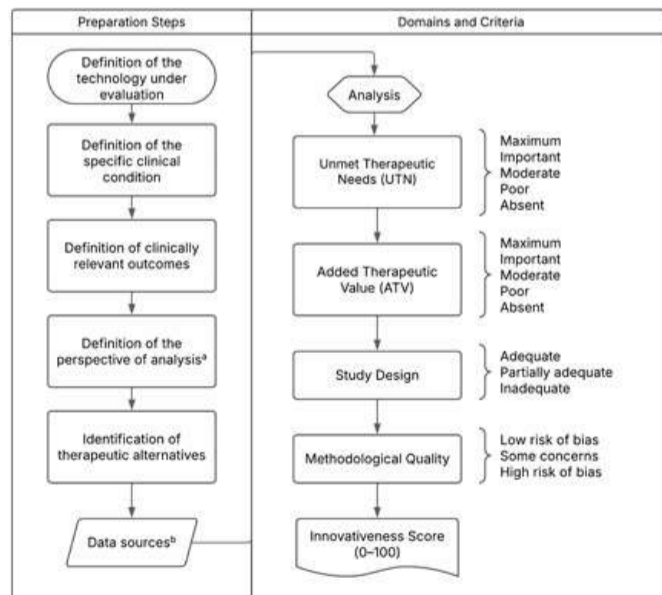 Preparation Steps
Definition of the
technology under
evaluation
Definition of the
specific clinical
condition
Definition of clinically
relevant outcomes
Definition of the
perspective of analysisᵃ
Identification of
therapeutic alternatives
Data sourcesᵇ
Domains and Criteria
Analysis
Unmet Therapeutic
Needs (UTN)
Maximum
Important
Moderate
Poor
Absent
Added Therapeutic
Value (ATV)
Maximum
Important
Moderate
Poor
Absent
Study Design
Adequate
Partially adequate
Inadequate
Methodological Quality
Low risk of bias
Some concerns
High risk of bias
Innovativeness Score
(0–100)